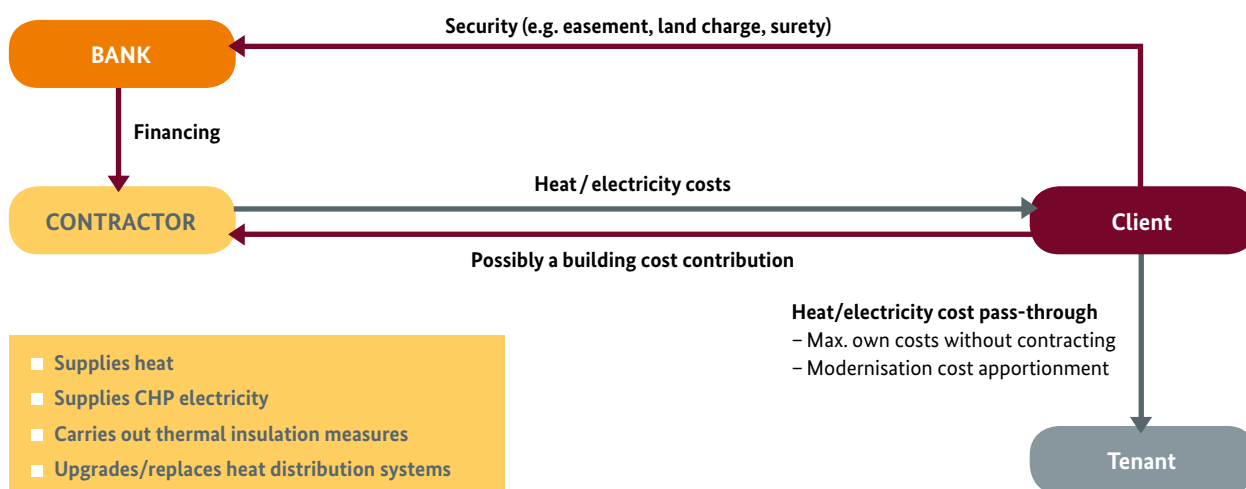 Security (e.g. easement, land charge, surety)
BANK
Financing
Heat / electricity costs
CONTRACTOR
Client
Possibly a building cost contribution
Heat/electricity cost pass-through
– Max. own costs without contracting
– Modernisation cost apportionment
Supplies heat
Supplies CHP electricity
Carries out thermal insulation measures
Upgrades/replaces heat distribution systems
Tenant